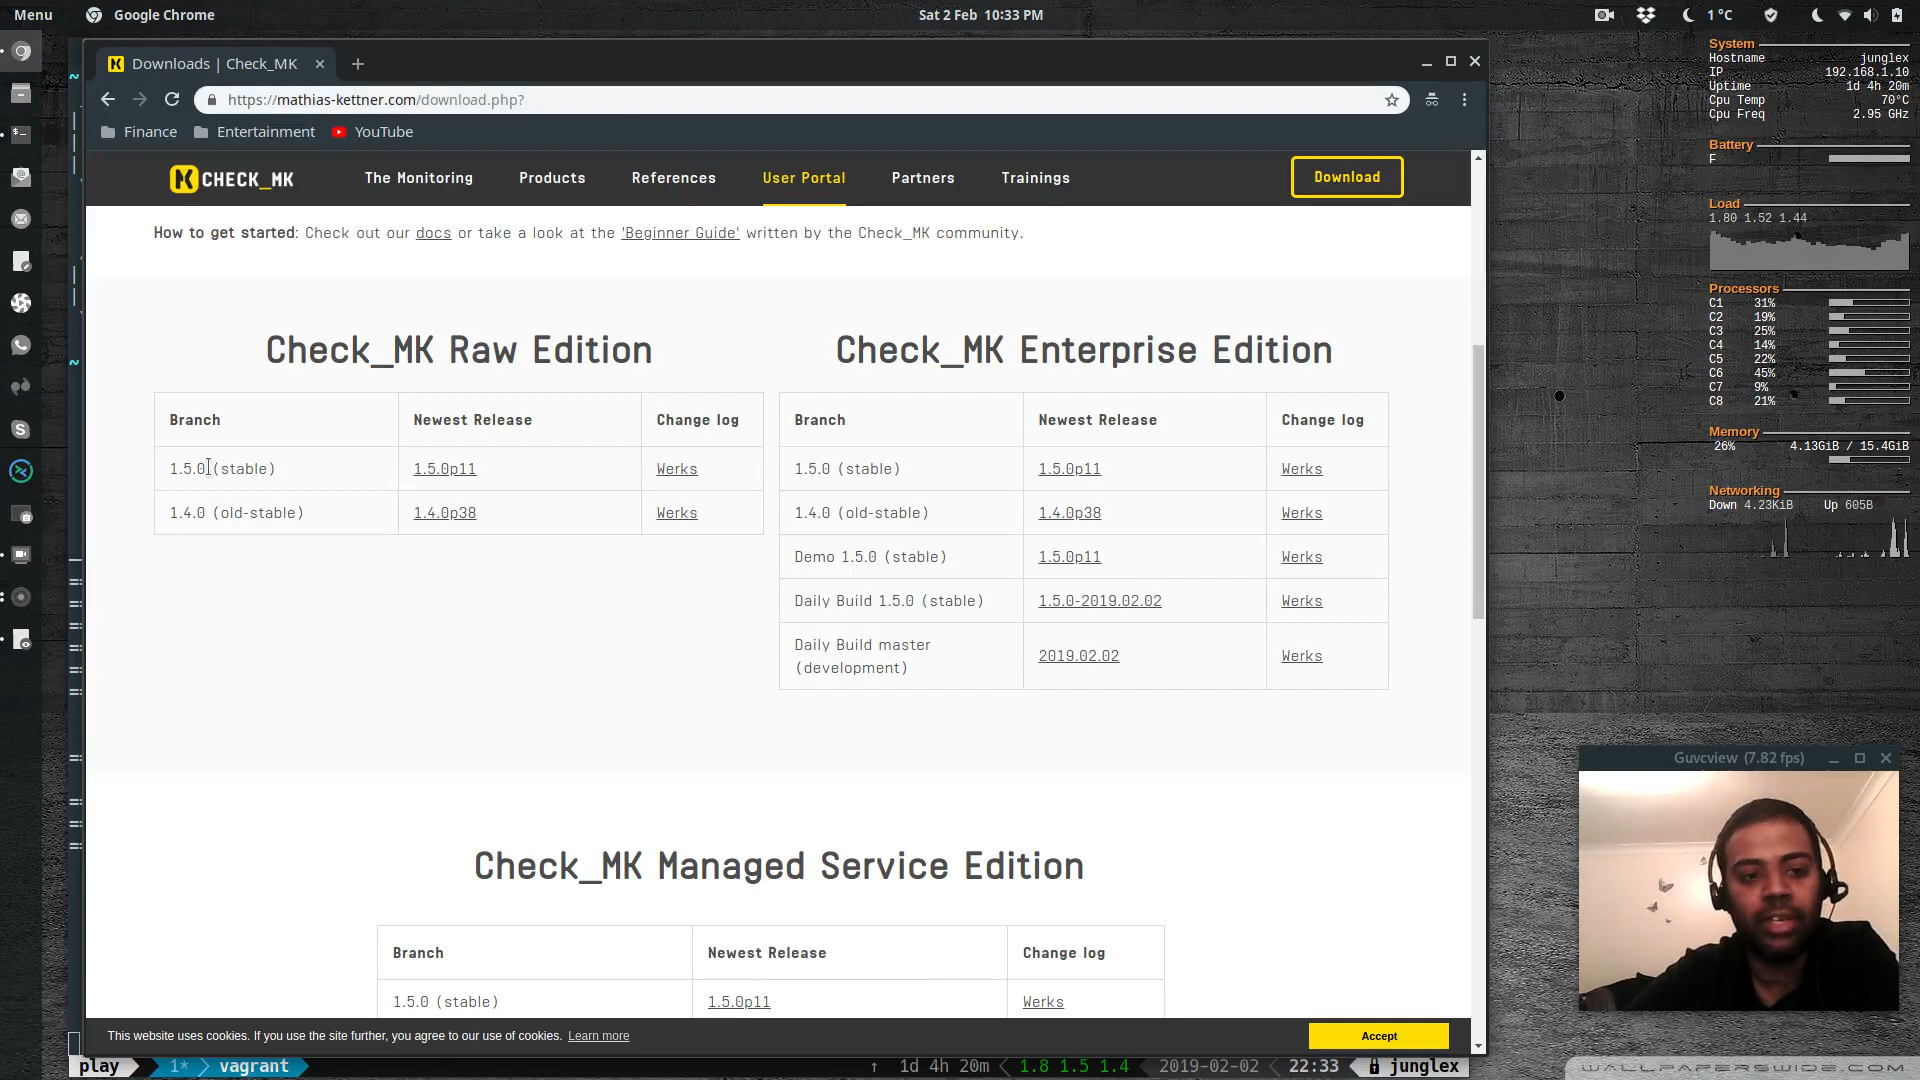 Menu
Google Chrome
Sat 2 Feb 10:33 PM
1 °C
Downloads | Check_MK
https://mathias-kettner.com/download.php?
Finance
Entertainment
YouTube
CHECK_MK
The Monitoring
Products
References
User Portal
Partners
Trainings
Download
How to get started: Check out our docs or take a look at the 'Beginner Guide' written by the Check_MK community.
Check_MK Raw Edition
Branch Newest Release Change log
1.5.0 (stable) 1.5.0p11 Werks
1.4.0 (old-stable) 1.4.0p38 Werks
Check_MK Enterprise Edition
Branch Newest Release Change log
1.5.0 (stable) 1.5.0p11 Werks
1.4.0 (old-stable) 1.4.0p38 Werks
Demo 1.5.0 (stable) 1.5.0p11 Werks
Daily Build 1.5.0 (stable) 1.5.0-2019.02.02 Werks
Daily Build master
(development) 2019.02.02 Werks
Check_MK Managed Service Edition
Branch Newest Release Change log
1.5.0 (stable) 1.5.0p11 Werks
This website uses cookies. If you use the site further, you agree to our use of cookies. Learn more
Accept
play 1* vagrant
↑ 1d 4h 20m 1.8 1.5 1.4 2019-02-02 22:33 junglex
System
Hostname junglex
IP 192.168.1.10
Uptime 1d 4h 20m
Cpu Temp 70°C
Cpu Freq 2.95 GHz
Battery
F
Load
1.80 1.52 1.44
Processors
C1 31%
C2 19%
C3 25%
C4 14%
C5 22%
C6 45%
C7 9%
C8 21%
Memory
26% 4.13GiB / 15.4GiB
Networking
Down 4.23KiB Up 605B
Guvcview (7.82 fps)
WALLPAPERSWIDE.COM